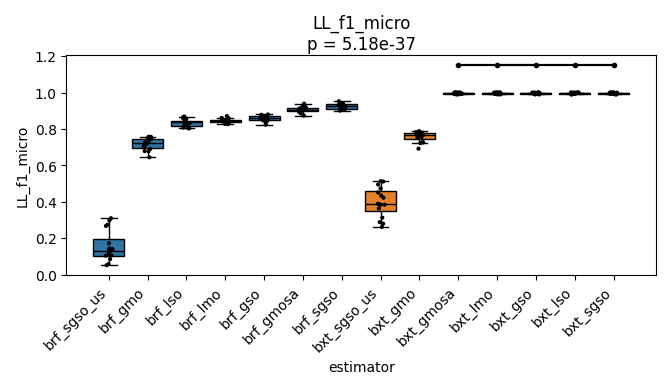 LL_f1_micro
p = 5.18e-37
LL_f1_micro
1.2
1.0
0.8
0.6
0.4
0.2
0.0
brf_sgso_us
brf_gmo
brf_lso
brf_lmo
brf_gso
brf_gmosa
brf_sgso
bxt_sgso_us
bxt_gmo
bxt_gmosa
bxt_lmo
bxt_gso
bxt_lso
bxt_sgso
estimator